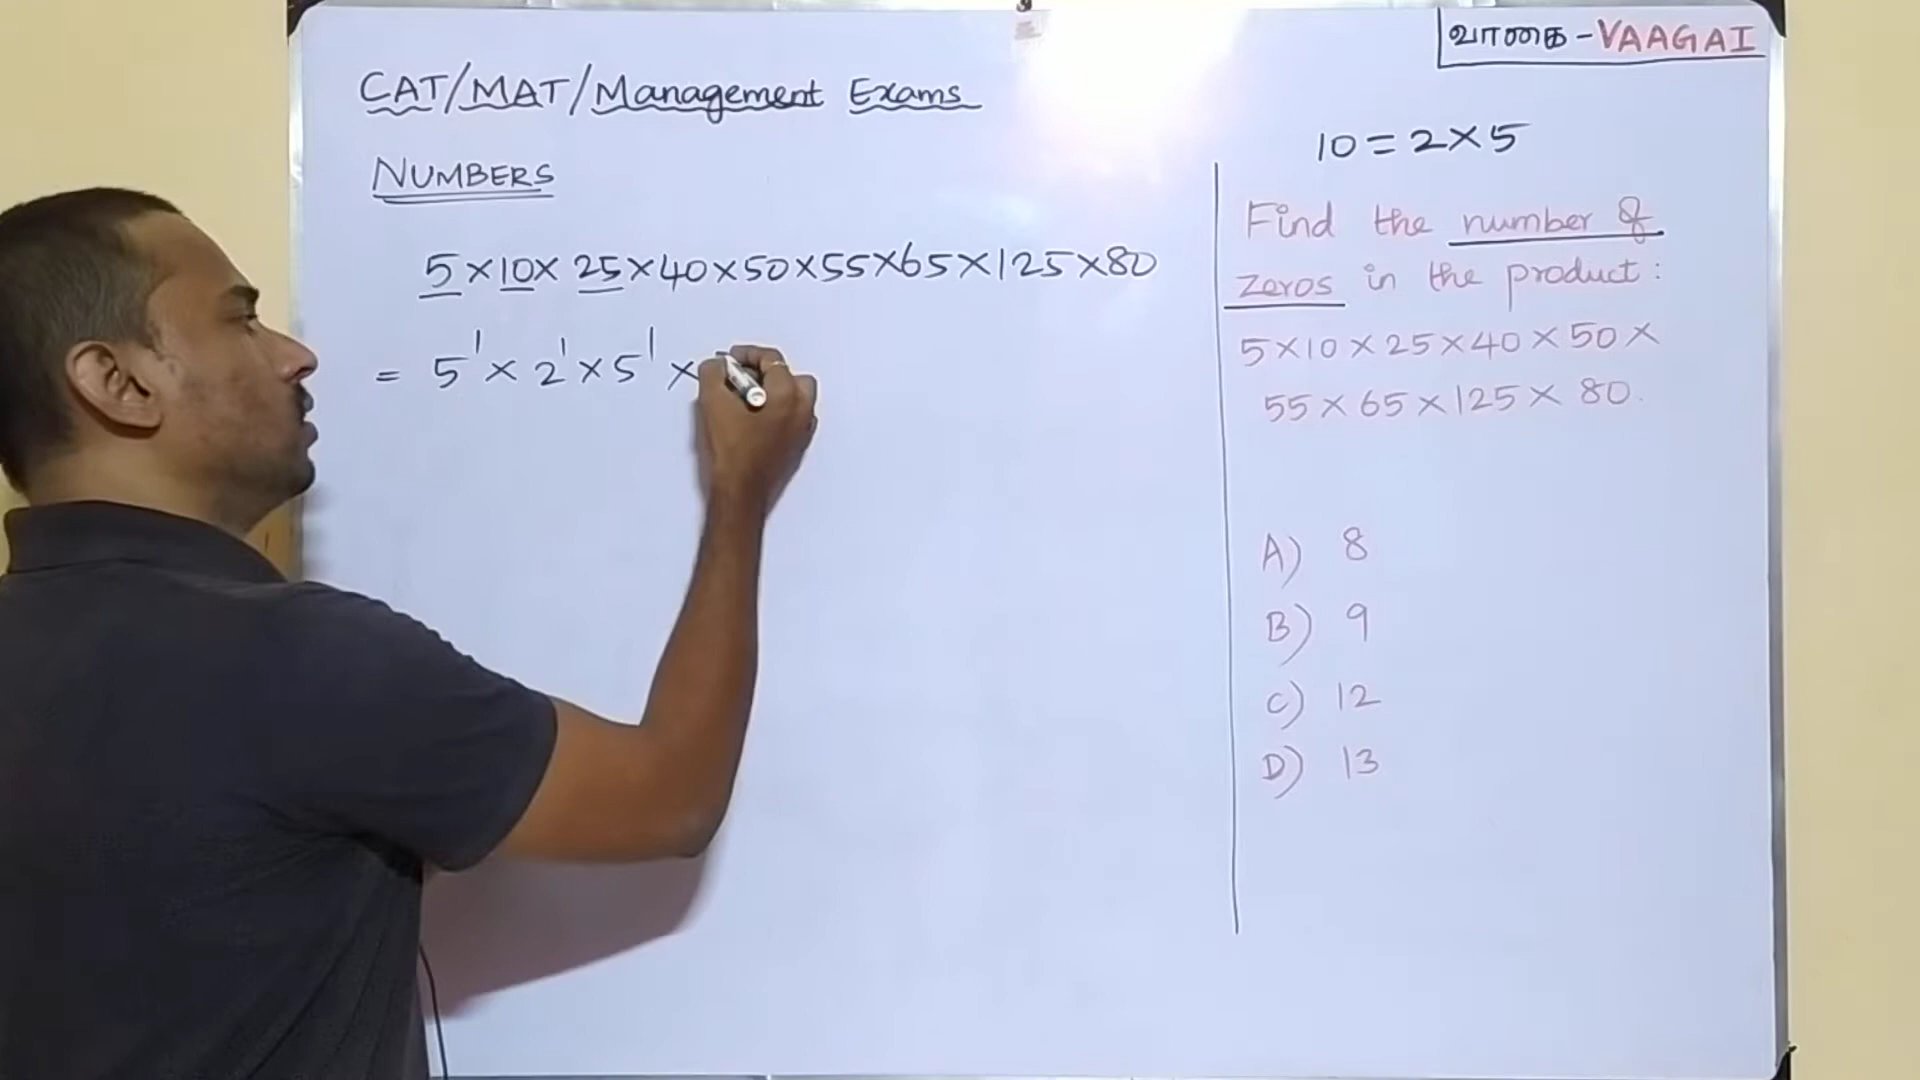 வாகை - VAAGAI
CAT/MAT/Management Exams
NUMBERS
5 × 10 × 25 × 40 × 50 × 55 × 65 × 125 × 80
= 5¹ × 2¹ × 5¹ ×
10 = 2 × 5
Find the number of
zeros in the product :
5 × 10 × 25 × 40 × 50 ×
55 × 65 × 125 × 80.
A) 8
B) 9
C) 12
D) 13